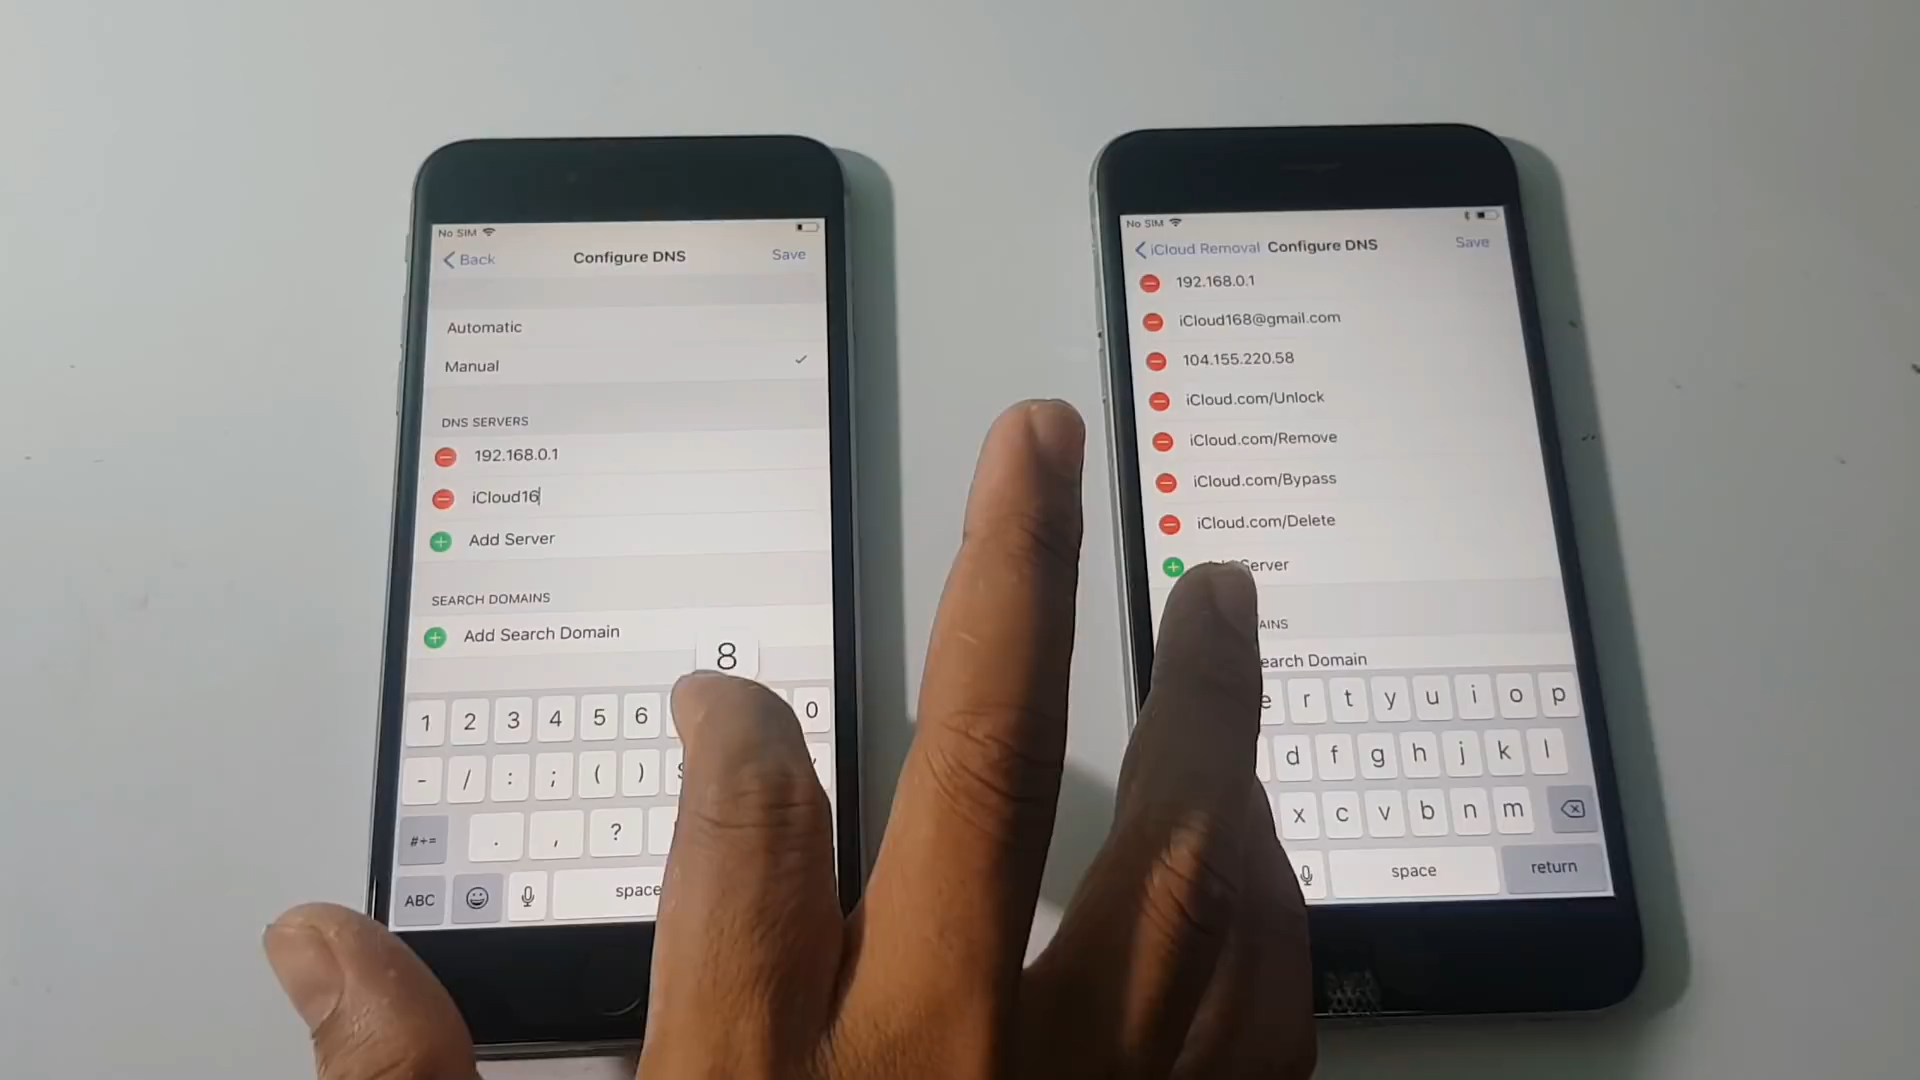 No SIM
Back
Configure DNS
Save
Automatic
Manual
DNS SERVERS
192.168.0.1
iCloud16
Add Server
SEARCH DOMAINS
Add Search Domain
8
1 2 3 4 5 6 0
- / : ; ( )
#+= . , ?
ABC space
No SIM
iCloud Removal
Configure DNS
Save
192.168.0.1
iCloud168@gmail.com
104.155.220.58
iCloud.com/Unlock
iCloud.com/Remove
iCloud.com/Bypass
iCloud.com/Delete
Server
AINS
earch Domain
e r t y u i o p
d f g h j k l
x c v b n m
space return